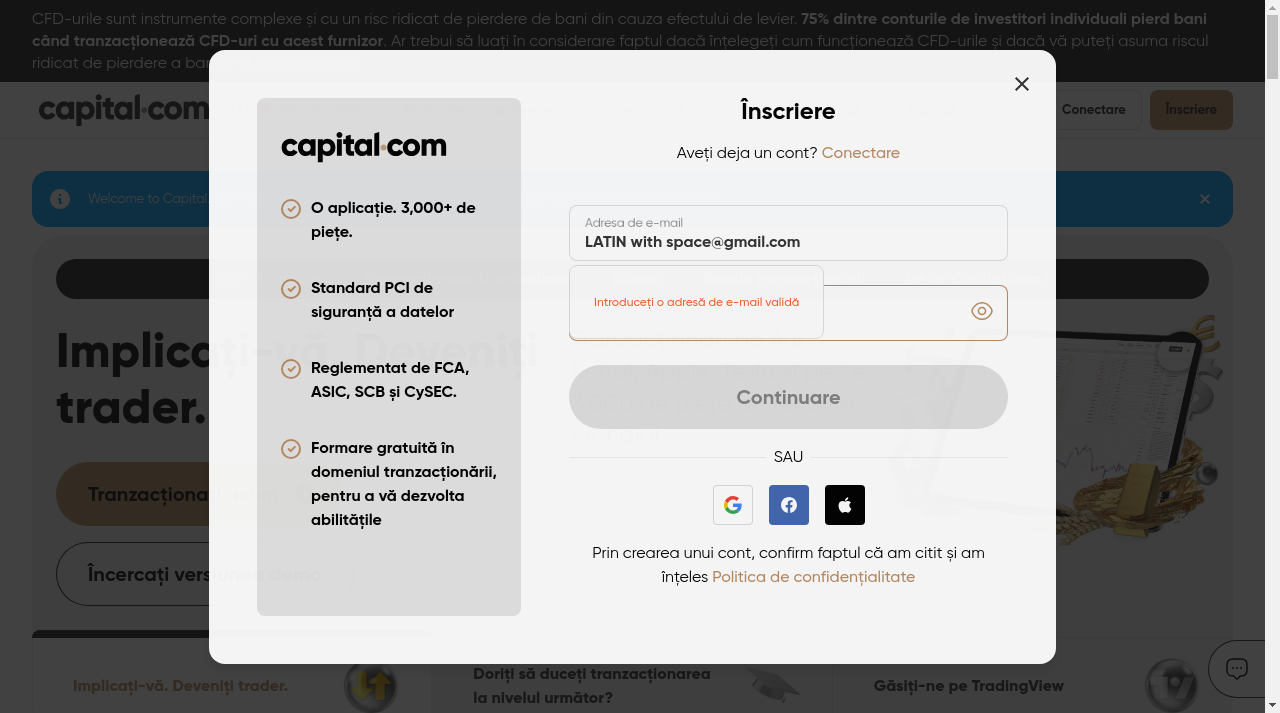 CFD-urile sunt instrumente complexe și cu un risc ridicat de pierdere de bani din cauza efectului de levier. 75% dintre conturile de investitori individuali pierd bani
când tranzacționează CFD-uri cu acest furnizor. Ar trebui să luați în considerare faptul dacă înțelegeți cum funcționează CFD-urile și dacă vă puteți asuma riscul
ridicat de pierdere a
capital.com
Conectare
Înscriere
Welcome to Capital.
Implicați-vă. Deveniți
trader.
Încercați versiunea demo
capital.com
O aplicație. 3,000+ de
piețe.
Standard PCI de
siguranță a datelor
Reglementat de FCA,
ASIC, SCB și CySEC.
Formare gratuită în
domeniul tranzacționării,
pentru a vă dezvolta
abilitățile
Înscriere
Aveți deja un cont? Conectare
Adresa de e-mail
LATIN with space@gmail.com
Introduceți o adresă de e-mail validă
Continuare
SAU
Prin crearea unui cont, confirm faptul că am citit și am
înțeles Politica de confidențialitate
Implicați-vă. Deveniți trader.
Doriți să duceți tranzacționarea
la nivelul următor?
Găsiți-ne pe TradingView